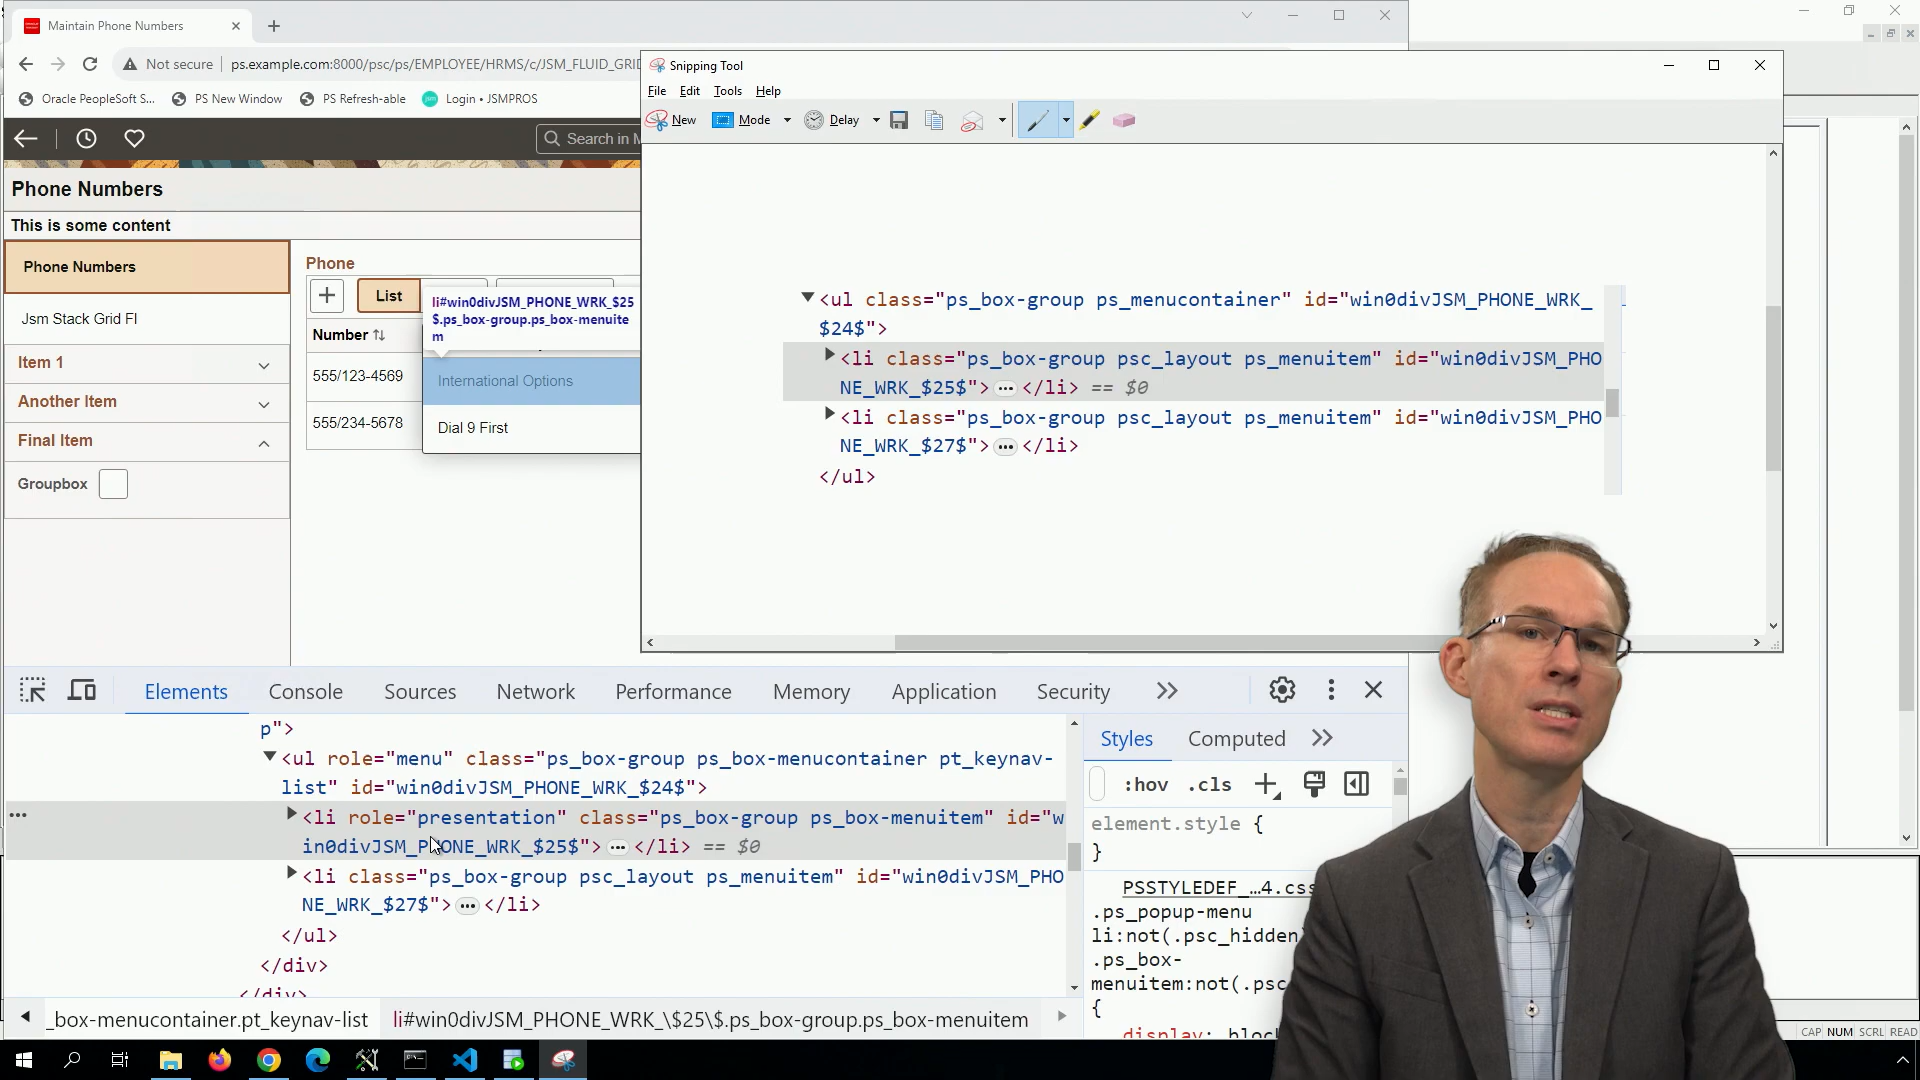 Maintain Phone Numbers
Not secure
ps.example.com:8000/psc/ps/EMPLOYEE/HRMS/c/JSM_FLUID_GRID
Oracle PeopleSoft S...
PS New Window
PS Refresh-able
Login • JSMPROS
Search in M
Phone Numbers
This is some content
Phone Numbers
Jsm Stack Grid Fl
Item 1
Another Item
Final Item
Groupbox
Phone
List
Number
555/123-4569
555/234-5678
li#win0divJSM_PHONE_WRK_$25
$.ps_box-group.ps_box-menuite
m
International Options
Dial 9 First
Snipping Tool
File Edit Tools Help
New Mode Delay
<ul class="ps_box-group ps_menucontainer" id="win0divJSM_PHONE_WRK_
$24$">
<li class="ps_box-group psc_layout ps_menuitem" id="win0divJSM_PHO
NE_WRK_$25$">…</li> == $0
<li class="ps_box-group psc_layout ps_menuitem" id="win0divJSM_PHO
NE_WRK_$27$">…</li>
</ul>
Elements Console Sources Network Performance Memory Application Security
p">
<ul role="menu" class="ps_box-group ps_box-menucontainer pt_keynav-
list" id="win0divJSM_PHONE_WRK_$24$">
<li role="presentation" class="ps_box-group ps_box-menuitem" id="w
in0divJSM_PHONE_WRK_$25$">…</li> == $0
<li class="ps_box-group psc_layout ps_menuitem" id="win0divJSM_PHO
NE_WRK_$27$">…</li>
</ul>
</div>
</div>
_box-menucontainer.pt_keynav-list
li#win0divJSM_PHONE_WRK_\$25\$.ps_box-group.ps_box-menuitem
Styles Computed
:hov .cls
element.style {
}
PSSTYLEDEF_…4.css
.ps_popup-menu
li:not(.psc_hidden)
.ps_box-
menuitem:not(.psc
{
display: block
CAP NUM SCRL READ